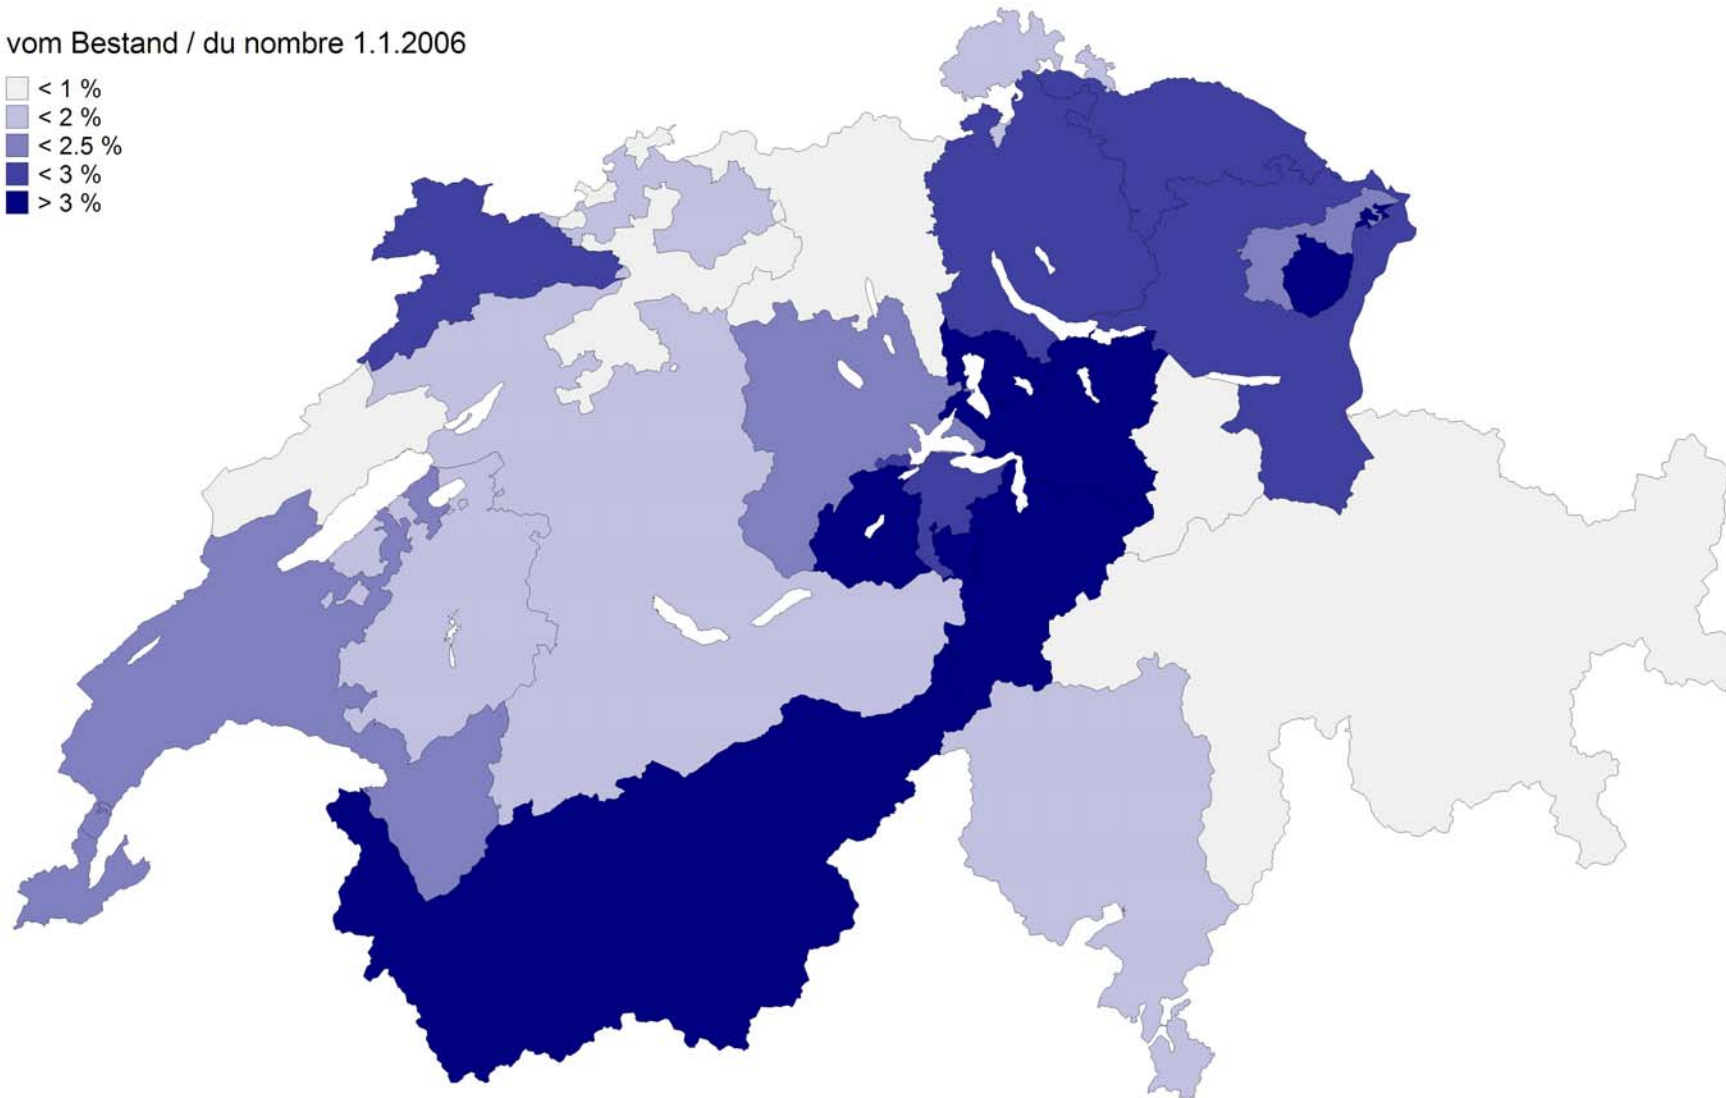 vom Bestand / du nombre 1.1.2006
< 1 %
< 2 %
< 2.5 %
< 3 %
> 3 %